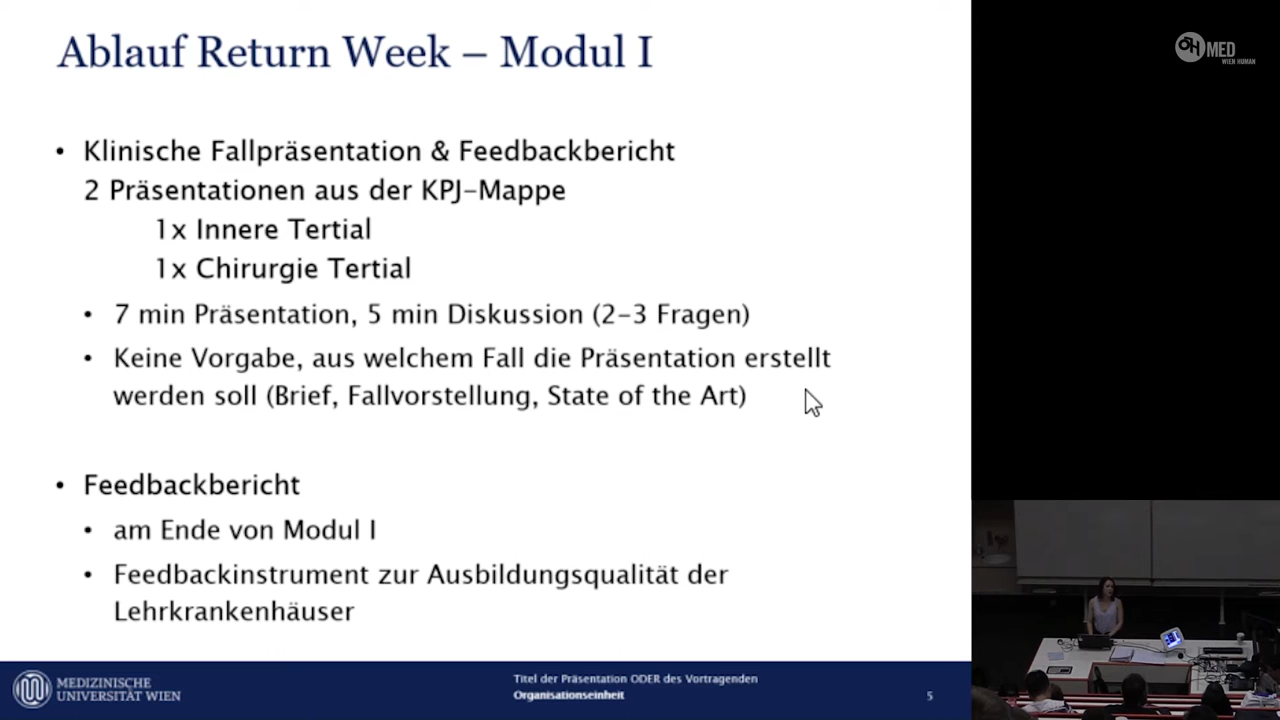 Ablauf Return Week – Modul I
• Klinische Fallpräsentation & Feedbackbericht
2 Präsentationen aus der KPJ-Mappe
1x Innere Tertial
1x Chirurgie Tertial
• 7 min Präsentation, 5 min Diskussion (2-3 Fragen)
• Keine Vorgabe, aus welchem Fall die Präsentation erstellt
werden soll (Brief, Fallvorstellung, State of the Art)
• Feedbackbericht
• am Ende von Modul I
• Feedbackinstrument zur Ausbildungsqualität der
Lehrkrankenhäuser
MEDIZINISCHE
UNIVERSITÄT WIEN
Titel der Präsentation ODER des Vortragenden
Organisationseinheit
5
ÖH MED
WIEN HUMAN